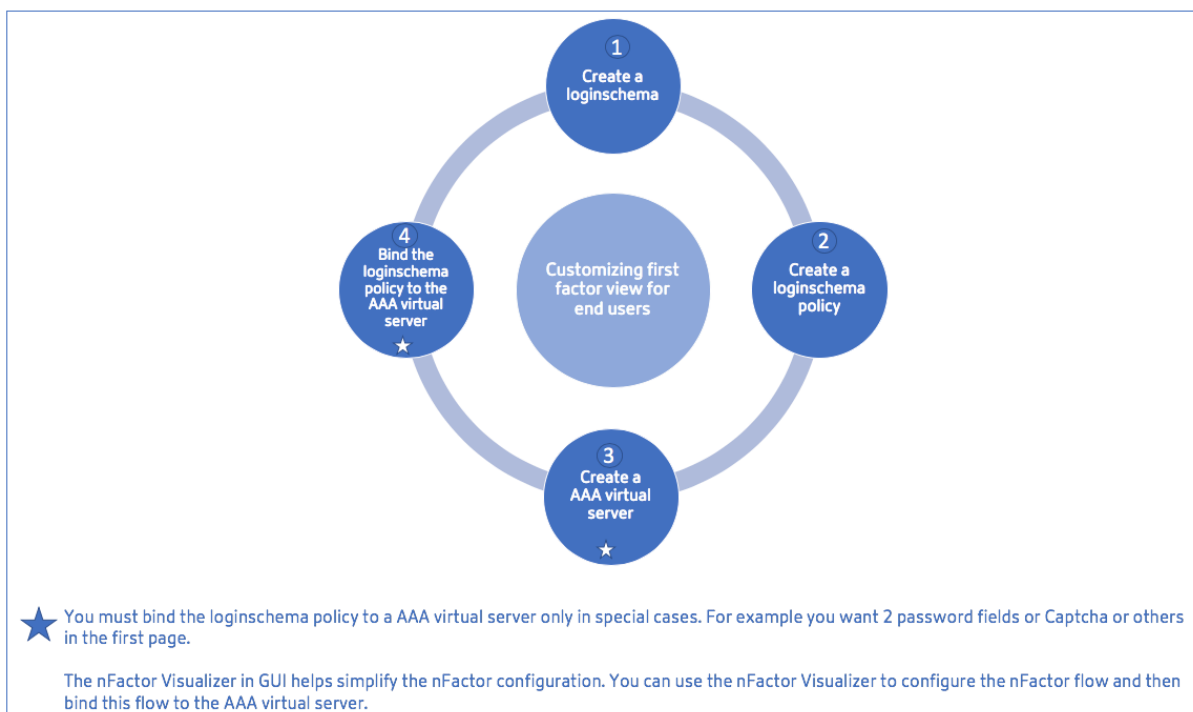 1
Create a
loginschema
2
Create a
loginschema
policy
3
Create a
AAA virtual
server
4
Bind the
loginschema
policy to the
AAA virtual
server
Customizing first
factor view for
end users
You must bind the loginschema policy to a AAA virtual server only in special cases. For example you want 2 password fields or Captcha or others
in the first page.
The nFactor Visualizer in GUI helps simplify the nFactor configuration. You can use the nFactor Visualizer to configure the nFactor flow and then
bind this flow to the AAA virtual server.